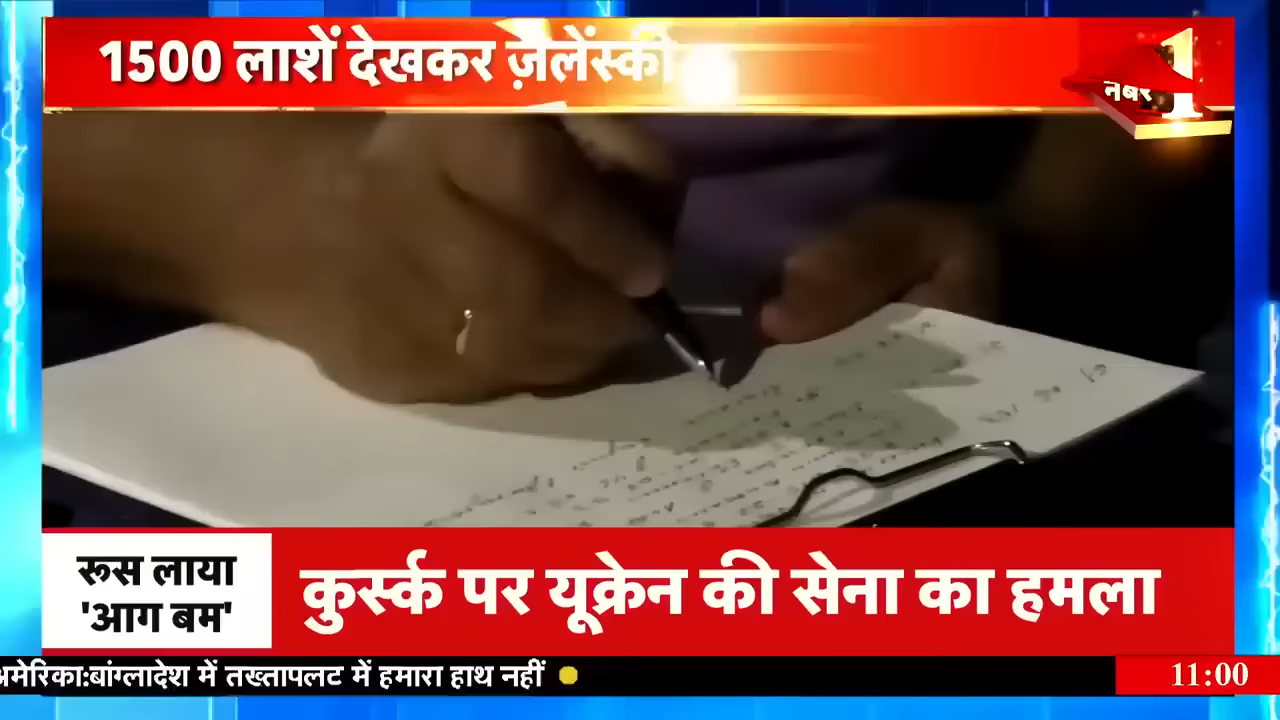 1500 लाशें देखकर ज़ेलेंस्की
नंबर 1
रूस लाया
'आग बम'
कुर्स्क पर यूक्रेन की सेना का हमला
अमेरिका:बांग्लादेश में तख्तापलट में हमारा हाथ नहीं
11:00